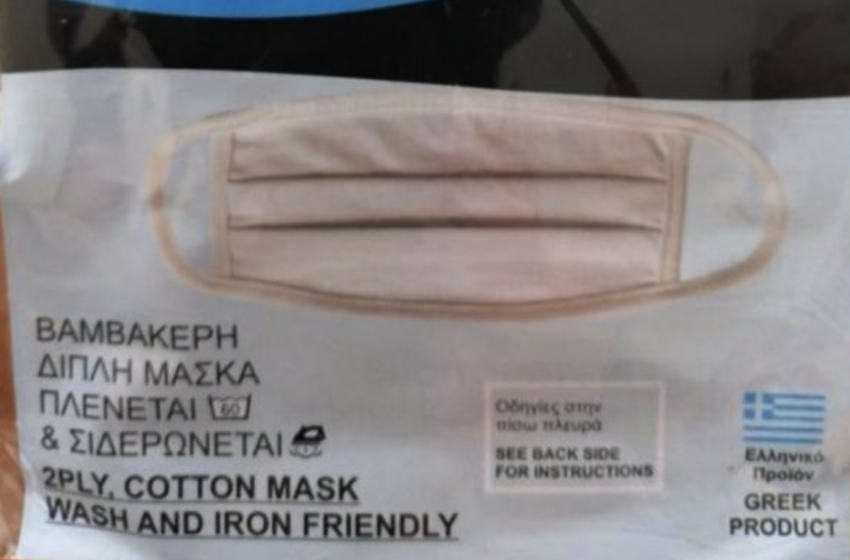 ΒΑΜΒΑΚΕΡΗ
ΔΙΠΛΗ ΜΑΣΚΑ
ΠΛΕΝΕΤΑΙ 60
& ΣΙΔΕΡΩΝΕΤΑΙ
2PLY, COTTON MASK
WASH AND IRON FRIENDLY
Οδηγίες στην
πίσω πλευρά
SEE BACK SIDE
FOR INSTRUCTIONS
Ελληνικό
Προϊόν
GREEK
PRODUCT